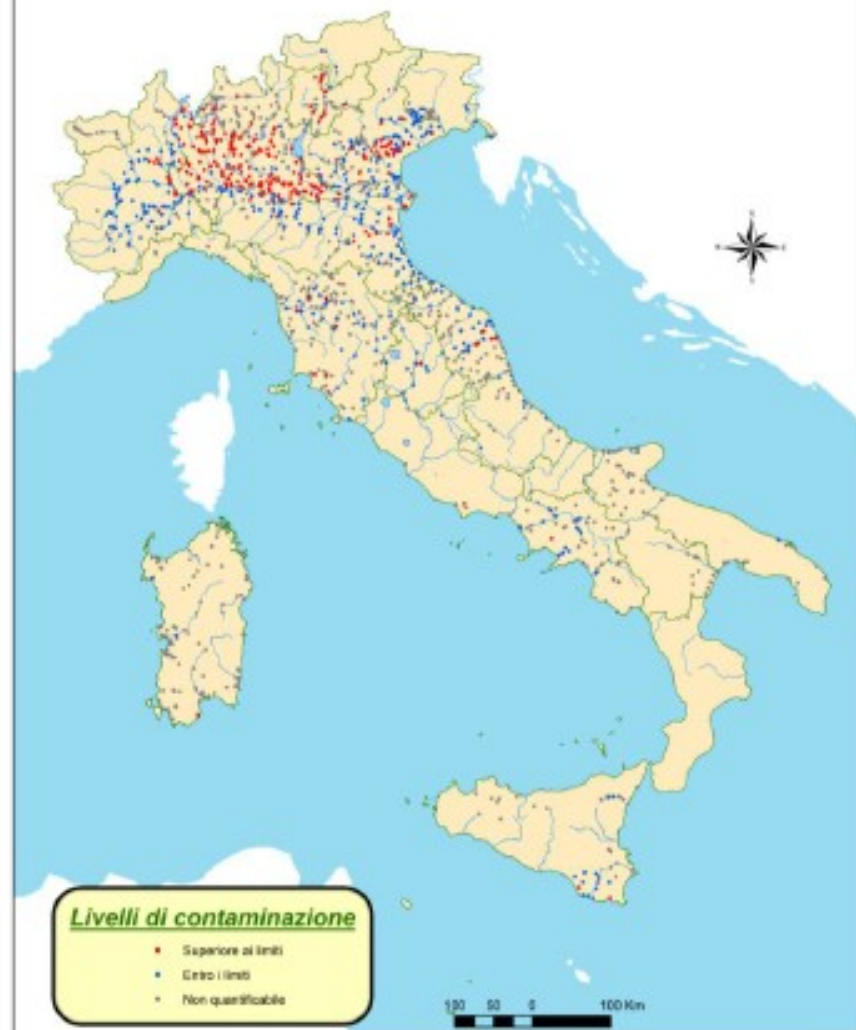 Livelli di contaminazione
Superiore ai limiti
Entro i limiti
Non quantificabile
100 50 0 100 Km